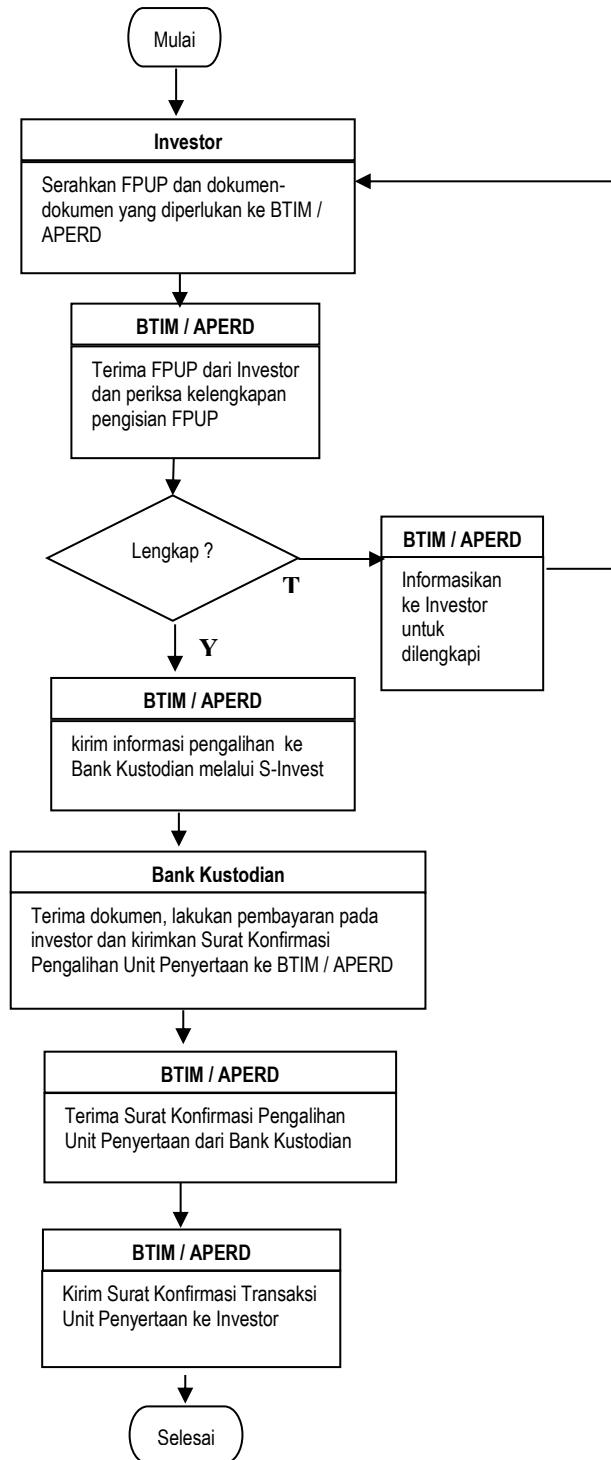 Mulai
Investor
Serahkan FPUP dan dokumen-
dokumen yang diperlukan ke BTIM /
APERD
BTIM / APERD
Terima FPUP dari Investor
dan periksa kelengkapan
pengisian FPUP
Lengkap ?
T
BTIM / APERD
Informasikan
ke Investor
untuk
dilengkapi
Y
BTIM / APERD
kirim informasi pengalihan ke
Bank Kustodian melalui S-Invest
Bank Kustodian
Terima dokumen, lakukan pembayaran pada
investor dan kirimkan Surat Konfirmasi
Pengalihan Unit Penyertaan ke BTIM / APERD
BTIM / APERD
Terima Surat Konfirmasi Pengalihan
Unit Penyertaan dari Bank Kustodian
BTIM / APERD
Kirim Surat Konfirmasi Transaksi
Unit Penyertaan ke Investor
Selesai